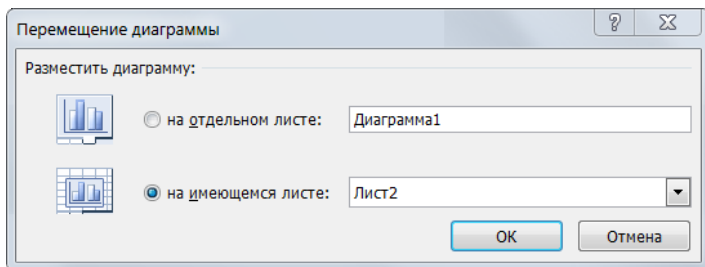 Перемещение диаграммы
Разместить диаграмму:
на отдельном листе: Диаграмма1
на имеющемся листе: Лист2
ОК Отмена